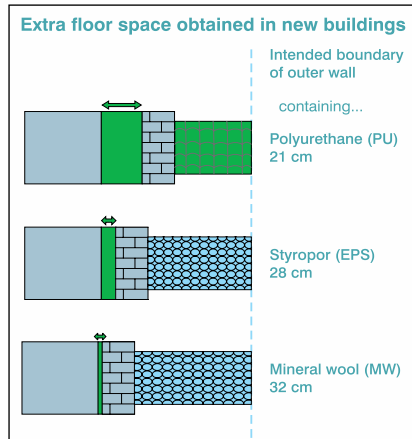 Extra floor space obtained in new buildings
Intended boundary
of outer wall
containing...
Polyurethane (PU)
21 cm
Styropor (EPS)
28 cm
Mineral wool (MW)
32 cm